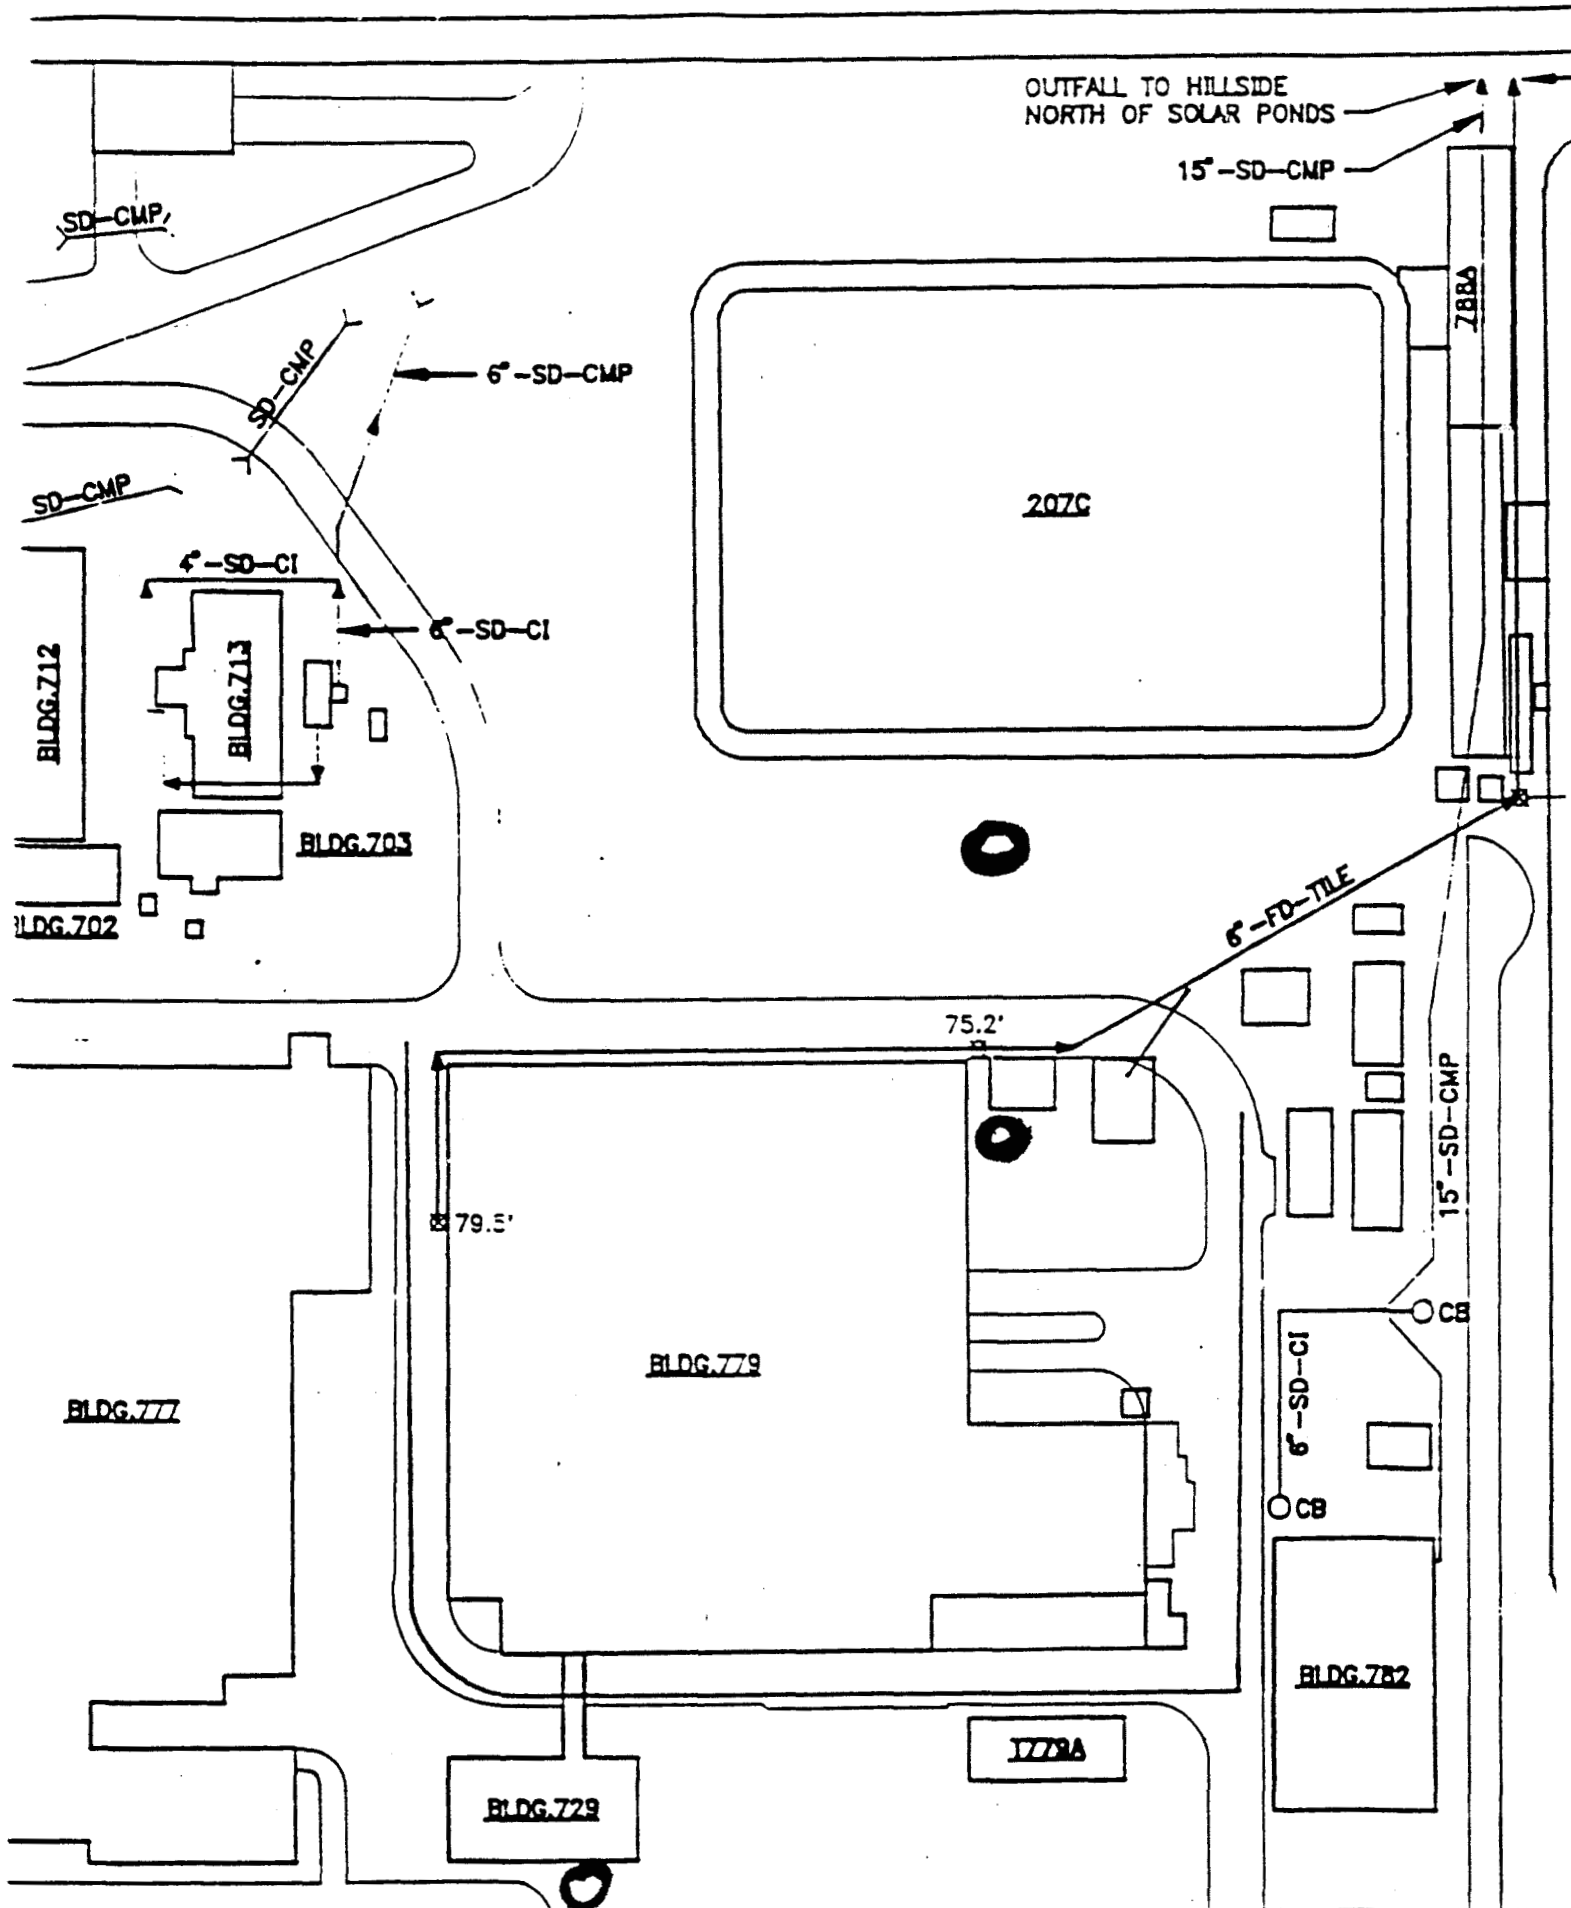 OUTFALL TO HILLSIDE
NORTH OF SOLAR PONDS
15"-SD-CMP
SD-CMP
788A
SD-CMP
6"-SD-CMP
SD-CMP
207C
4"-SD-CI
6"-SD-CI
BLDG.712
BLDG.713
BLDG.703
BLDG.702
6"-FD-TILE
75.2'
15"-SD-CMP
79.5'
CB
6"-SD-CI
BLDG.779
BLDG.777
CB
BLDG.782
T779A
BLDG.729